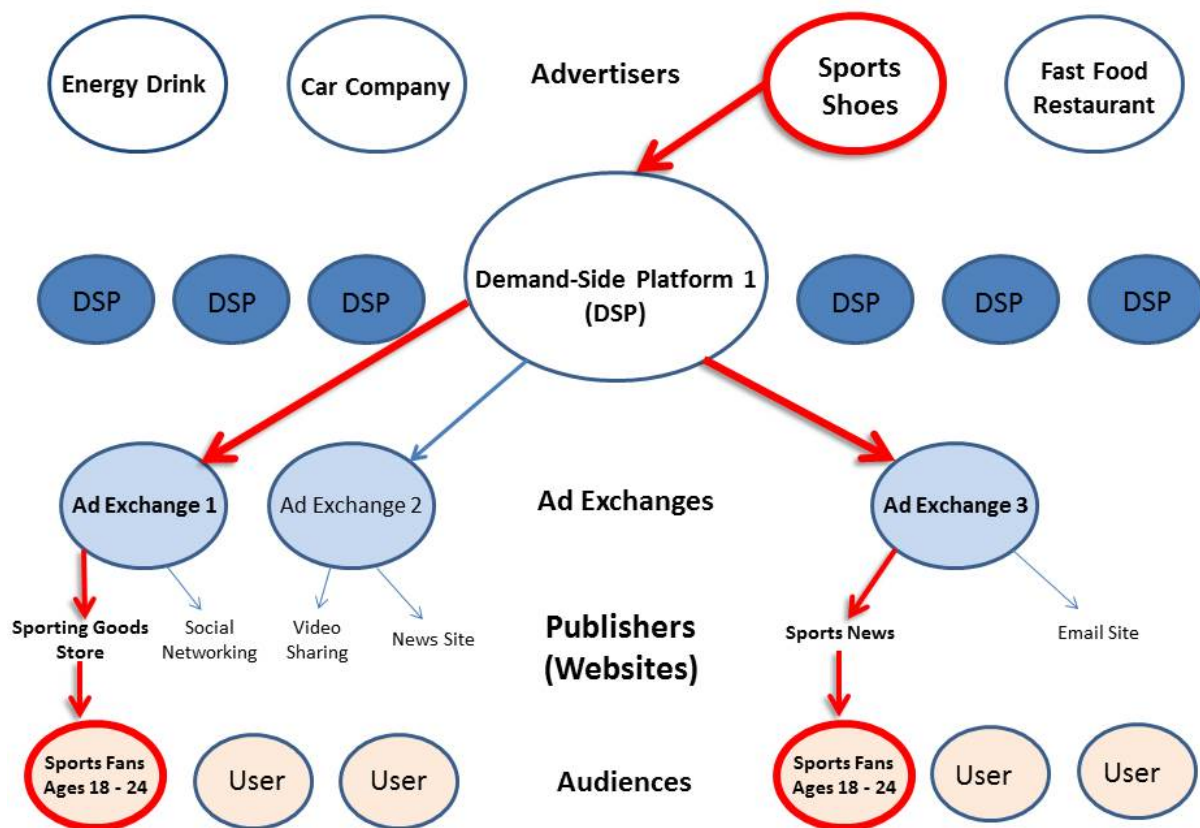 Energy Drink
Car Company
Advertisers
Sports
Shoes
Fast Food
Restaurant
DSP
DSP
DSP
Demand-Side Platform 1
(DSP)
DSP
DSP
DSP
Ad Exchange 1
Ad Exchange 2
Ad Exchanges
Ad Exchange 3
Sporting Goods
Store
Social
Networking
Video
Sharing
News Site
Publishers
(Websites)
Sports News
Email Site
Sports Fans
Ages 18 - 24
User
User
Audiences
Sports Fans
Ages 18 - 24
User
User